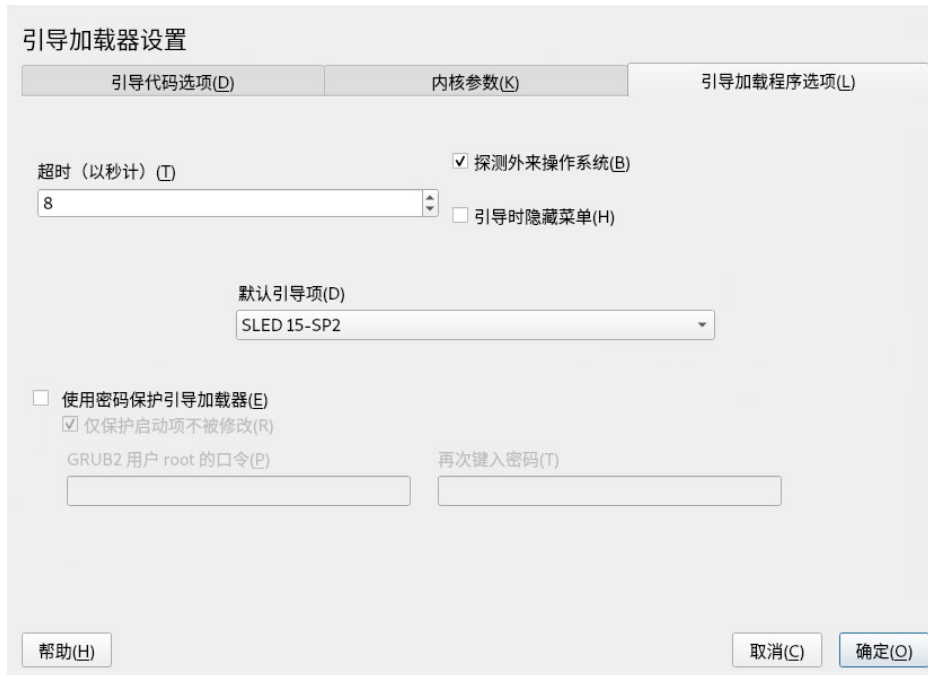 引导加载器设置
引导代码选项(D) 内核参数(K) 引导加载程序选项(L)
超时（以秒计）(T)
探测外来操作系统(B)
8
引导时隐藏菜单(H)
默认引导项(D)
SLED 15-SP2
使用密码保护引导加载器(E)
仅保护启动项不被修改(R)
GRUB2 用户 root 的口令(P) 再次键入密码(T)
帮助(H) 取消(C) 确定(O)